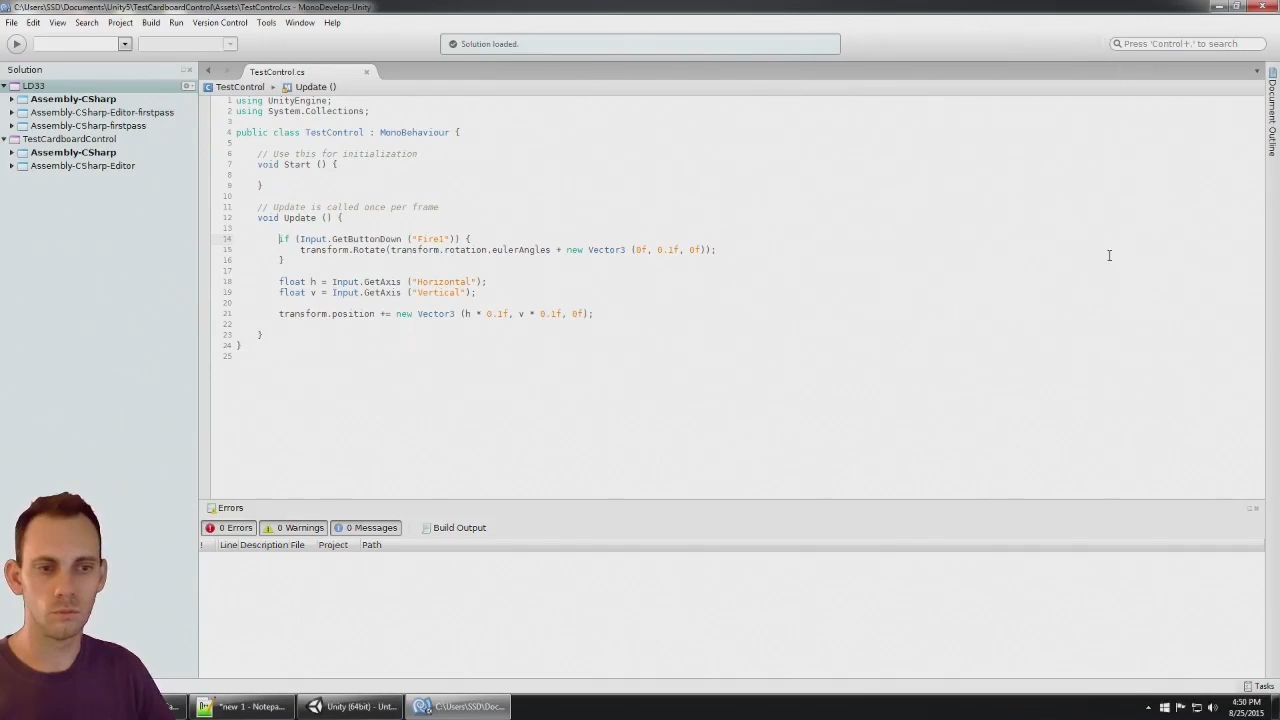 C:\Users\SSD\Documents\Unity5\TestCardboardControl\Assets\TestControl.cs - MonoDevelop-Unity
File Edit View Search Project Build Run Version Control Tools Window Help
Solution loaded.
Press 'Control+,' to search
Solution
LD33
Assembly-CSharp
Assembly-CSharp-Editor-firstpass
Assembly-CSharp-firstpass
TestCardboardControl
Assembly-CSharp
Assembly-CSharp-Editor
TestControl.cs
TestControl Update ()
1 using UnityEngine;
2 using System.Collections;
3
4 public class TestControl : MonoBehaviour {
5
6 // Use this for initialization
7 void Start () {
8
9 }
10
11 // Update is called once per frame
12 void Update () {
13
14 if (Input.GetButtonDown ("Fire1")) {
15 transform.Rotate(transform.rotation.eulerAngles + new Vector3 (0f, 0.1f, 0f));
16 }
17
18 float h = Input.GetAxis ("Horizontal");
19 float v = Input.GetAxis ("Vertical");
20
21 transform.position += new Vector3 (h * 0.1f, v * 0.1f, 0f);
22
23 }
24 }
25
Document Outline
Errors
0 Errors 0 Warnings 0 Messages Build Output
! Line Description File Project Path
Tasks
a... *new 1 - Notepa... Unity (64bit) - Unt... C:\Users\SSD\Doc...
4:50 PM
8/25/2015